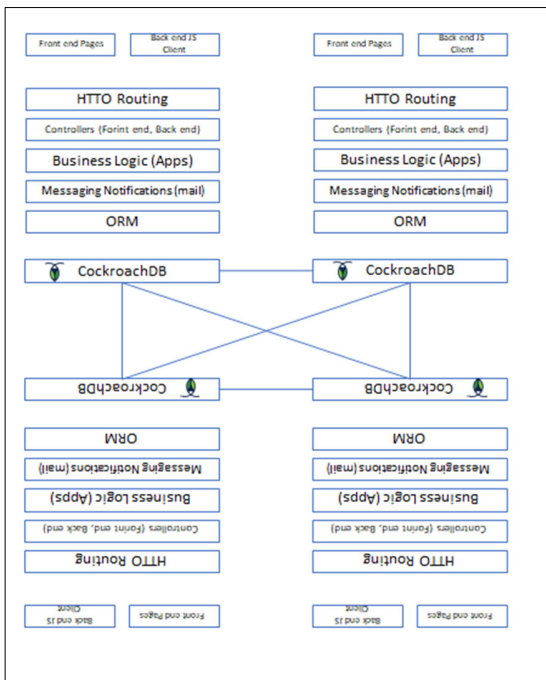 Front end Pages
Back end JS
Client
Front end Pages
Back end JS
Client
HTTO Routing
HTTO Routing
Controllers (Forint end, Back end)
Controllers (Forint end, Back end)
Business Logic (Apps)
Business Logic (Apps)
Messaging Notifications (mail)
Messaging Notifications (mail)
ORM
ORM
CockroachDB
CockroachDB
CockroachDB
CockroachDB
ORM
ORM
Messaging Notifications (mail)
Messaging Notifications (mail)
Business Logic (Apps)
Business Logic (Apps)
Controllers (Forint end, Back end)
Controllers (Forint end, Back end)
HTTO Routing
HTTO Routing
Back end JS
Client
Front end Pages
Back end JS
Client
Front end Pages